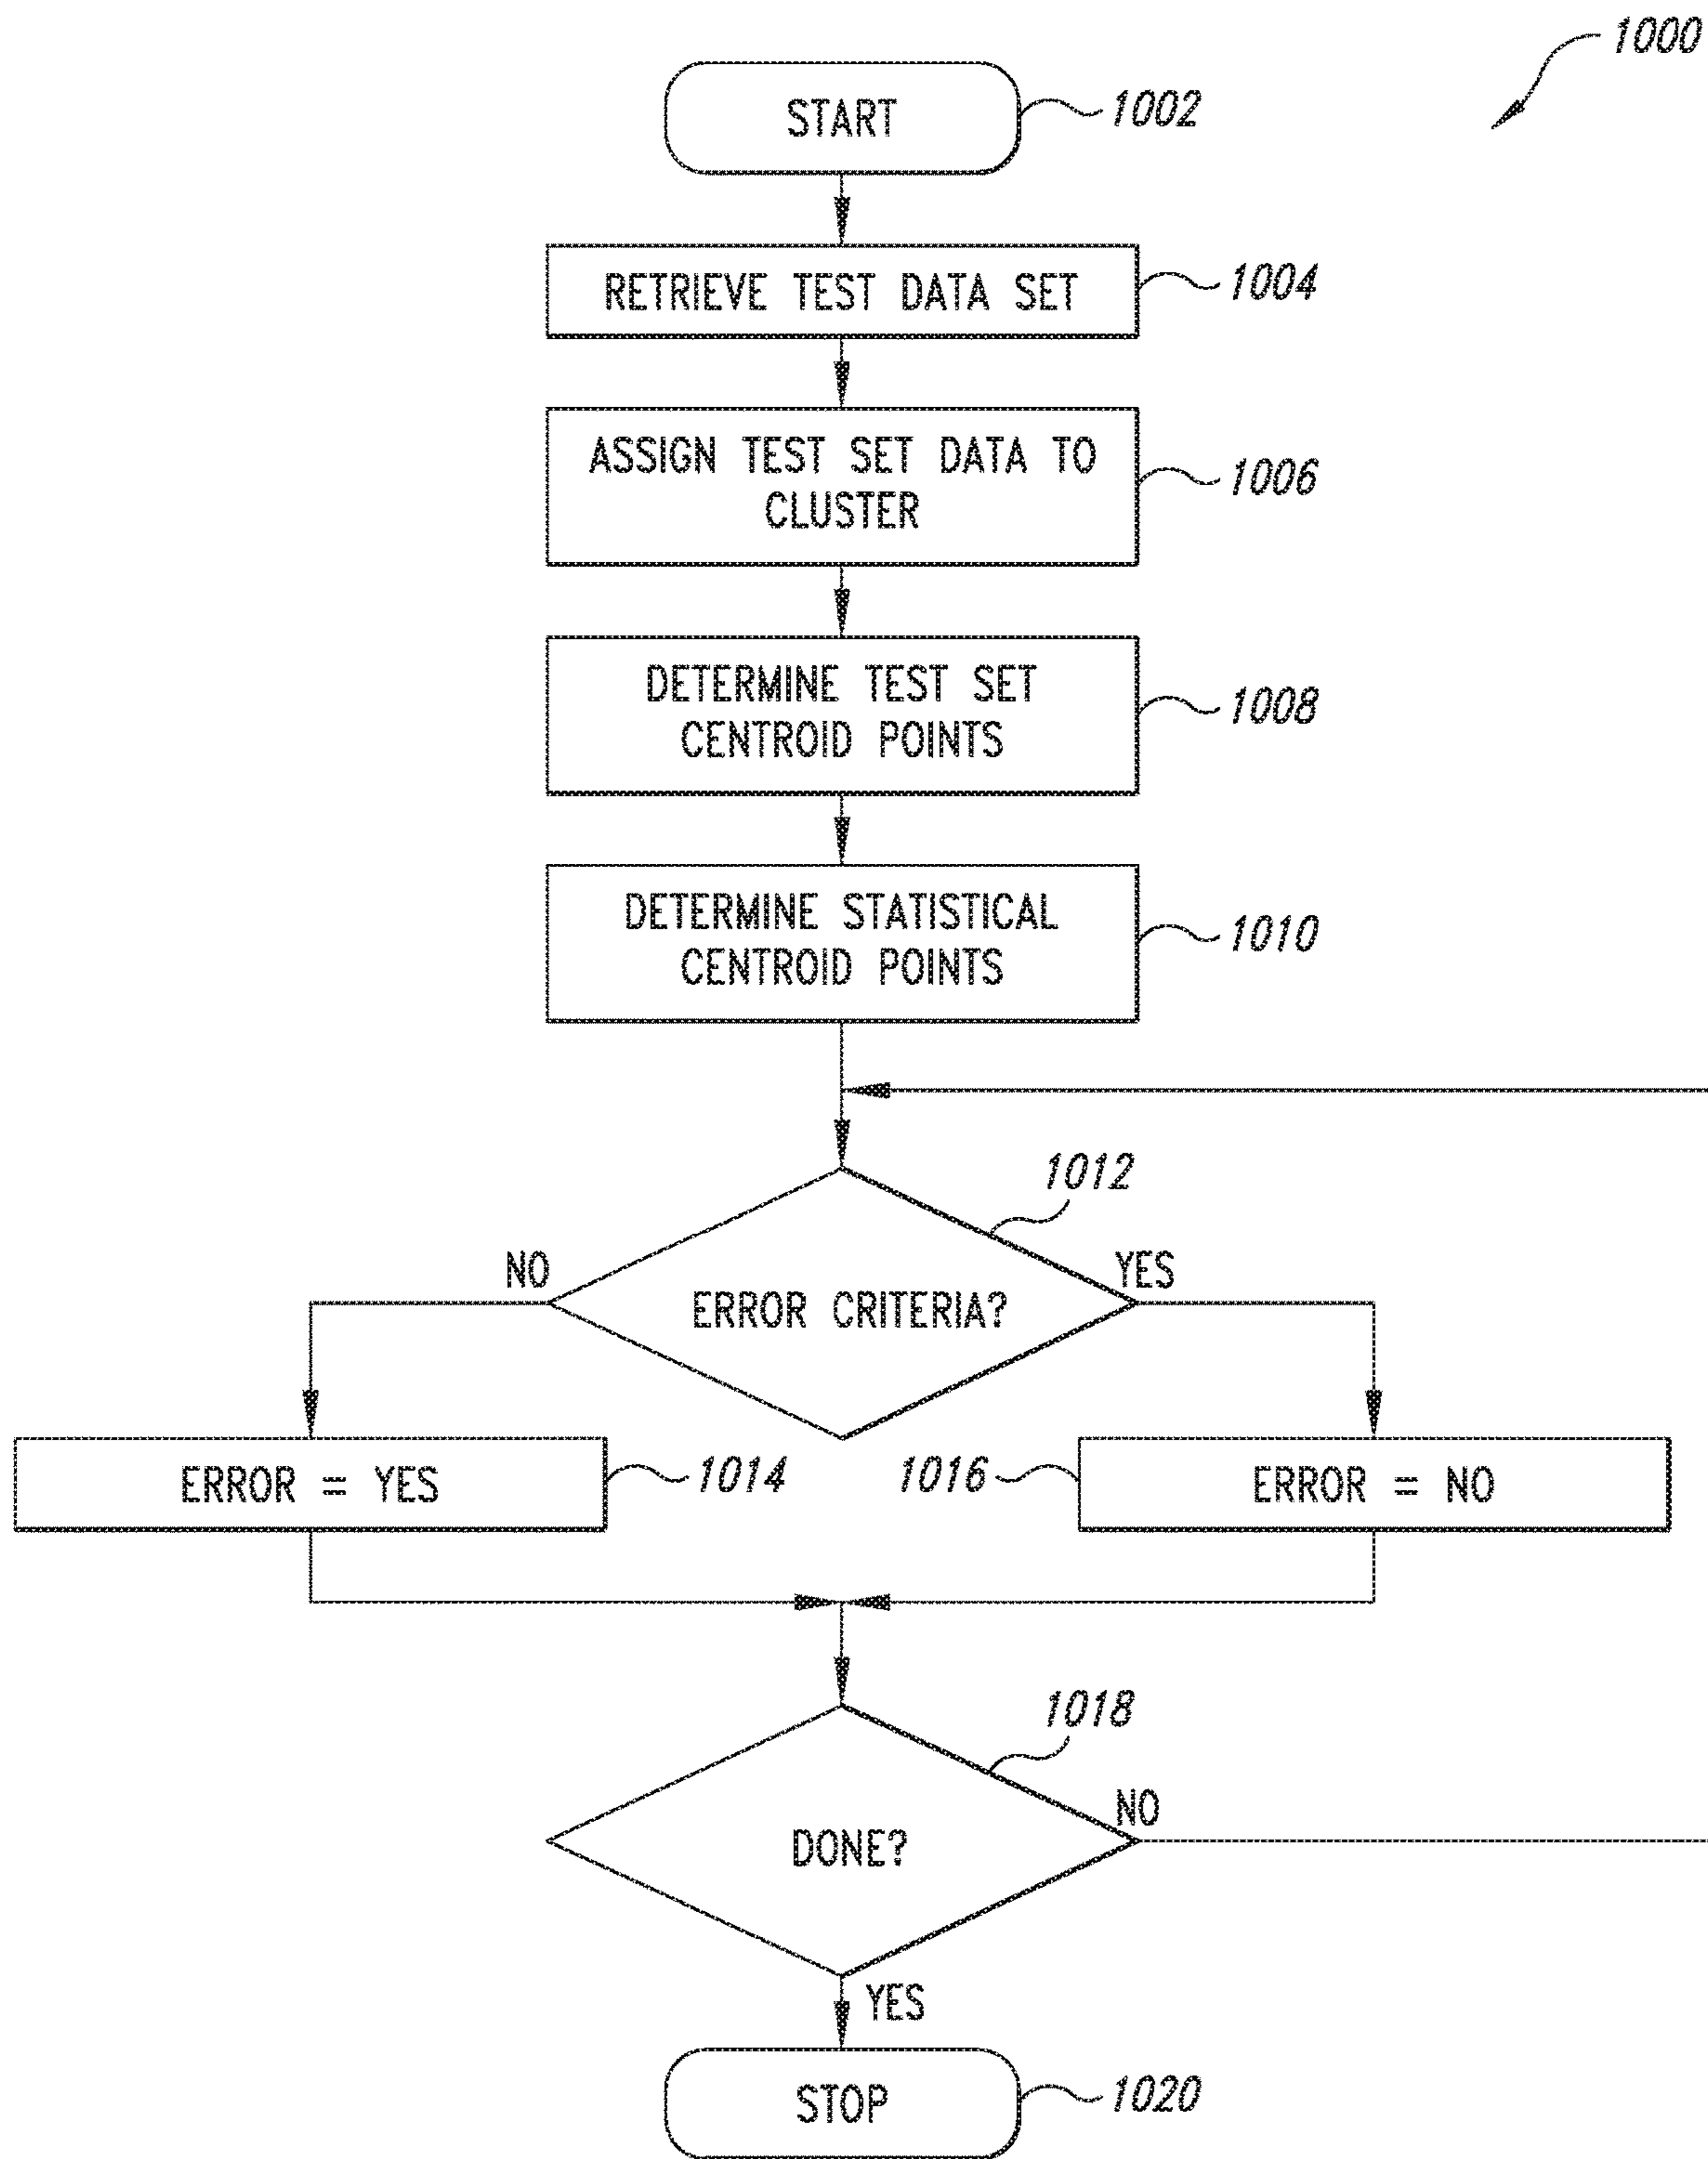 1000
START
1002
RETRIEVE TEST DATA SET
1004
ASSIGN TEST SET DATA TO
CLUSTER
1006
DETERMINE TEST SET
CENTROID POINTS
1008
DETERMINE STATISTICAL
CENTROID POINTS
1010
1012
NO
YES
ERROR CRITERIA?
ERROR = YES
1014
1016
ERROR = NO
1018
NO
DONE?
YES
STOP
1020